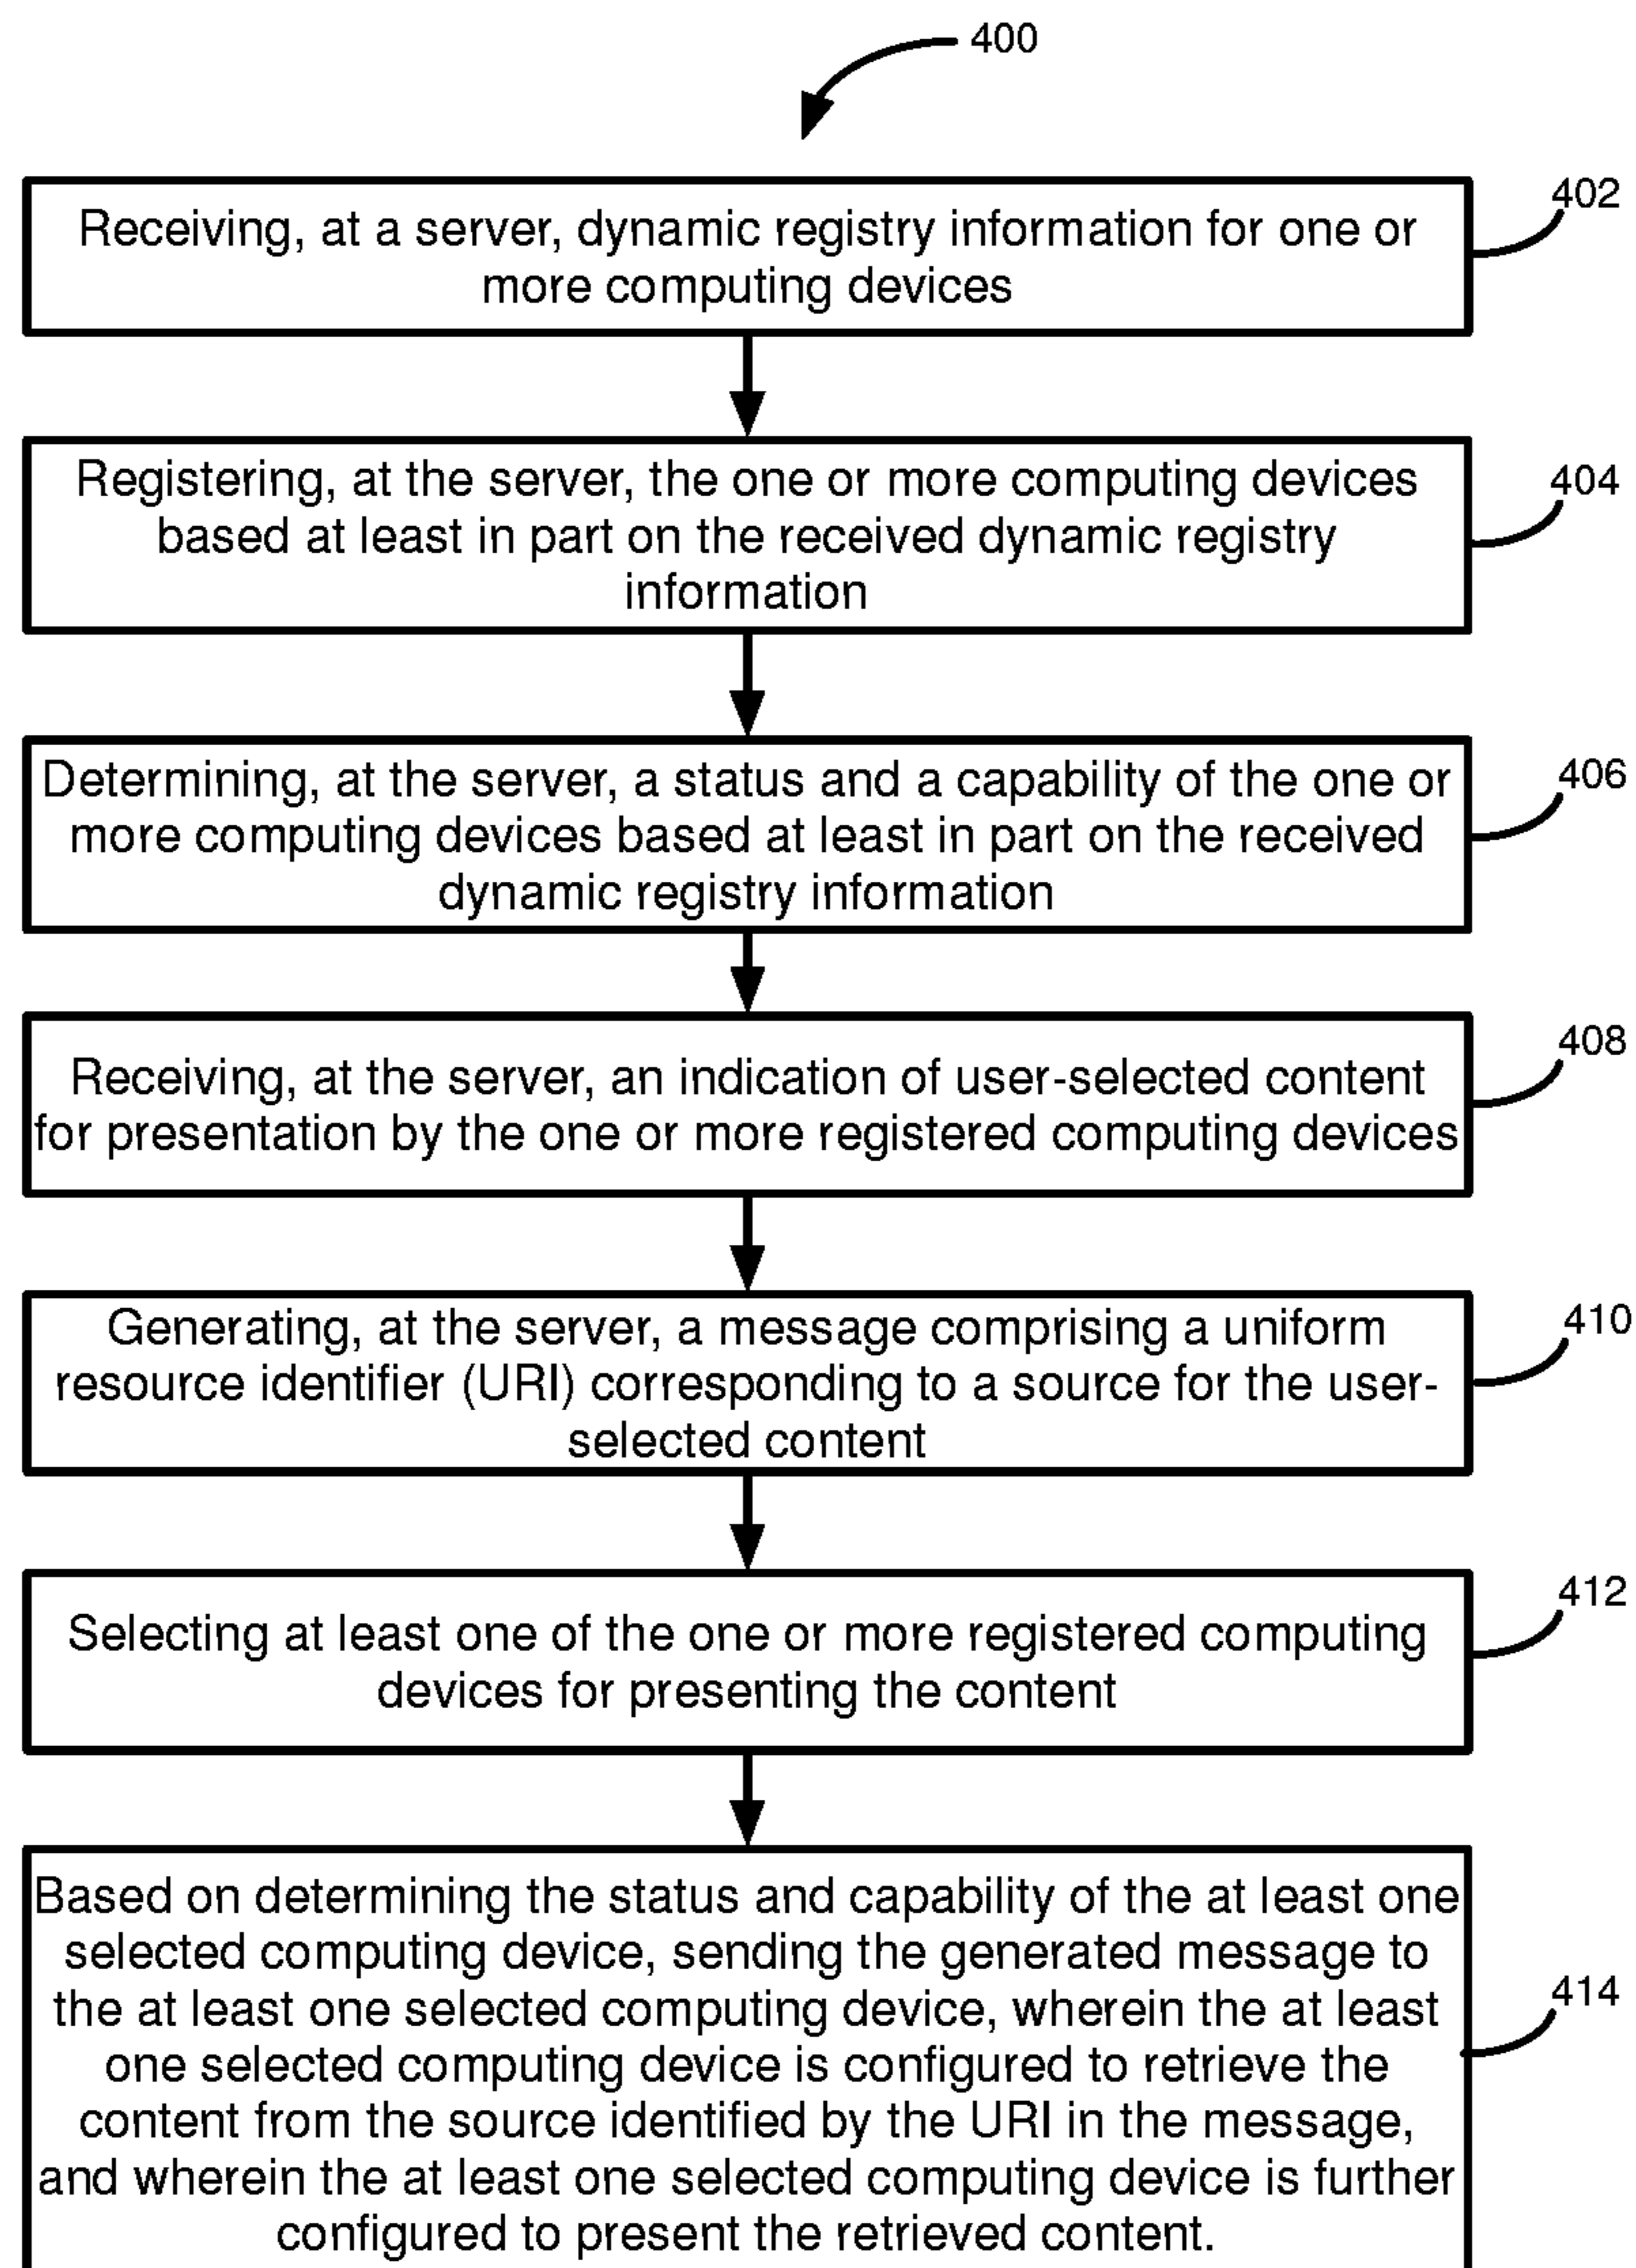 400
402
Receiving, at a server, dynamic registry information for one or
more computing devices
404
Registering, at the server, the one or more computing devices
based at least in part on the received dynamic registry
information
406
Determining, at the server, a status and a capability of the one or
more computing devices based at least in part on the received
dynamic registry information
408
Receiving, at the server, an indication of user-selected content
for presentation by the one or more registered computing devices
410
Generating, at the server, a message comprising a uniform
resource identifier (URI) corresponding to a source for the user-
selected content
412
Selecting at least one of the one or more registered computing
devices for presenting the content
414
Based on determining the status and capability of the at least one
selected computing device, sending the generated message to
the at least one selected computing device, wherein the at least
one selected computing device is configured to retrieve the
content from the source identified by the URI in the message,
and wherein the at least one selected computing device is further
configured to present the retrieved content.